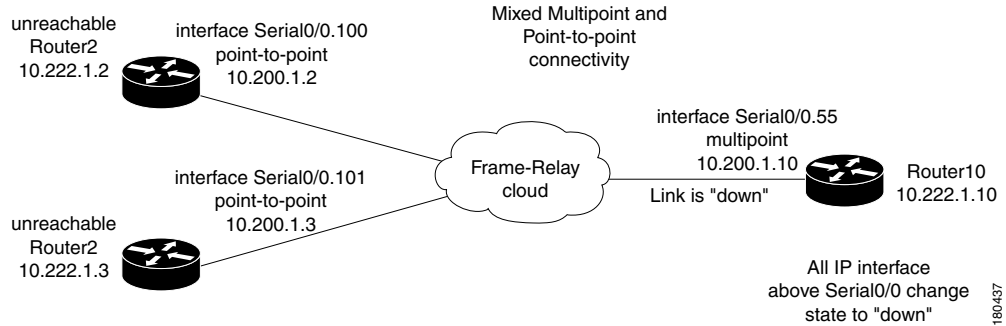 unreachable
Router2
10.222.1.2
interface Serial0/0.100
point-to-point
10.200.1.2
Mixed Multipoint and
Point-to-point
connectivity
unreachable
Router2
10.222.1.3
interface Serial0/0.101
point-to-point
10.200.1.3
Frame-Relay
cloud
interface Serial0/0.55
multipoint
10.200.1.10
Link is "down"
Router10
10.222.1.10
All IP interface
above Serial0/0 change
state to "down"
180437